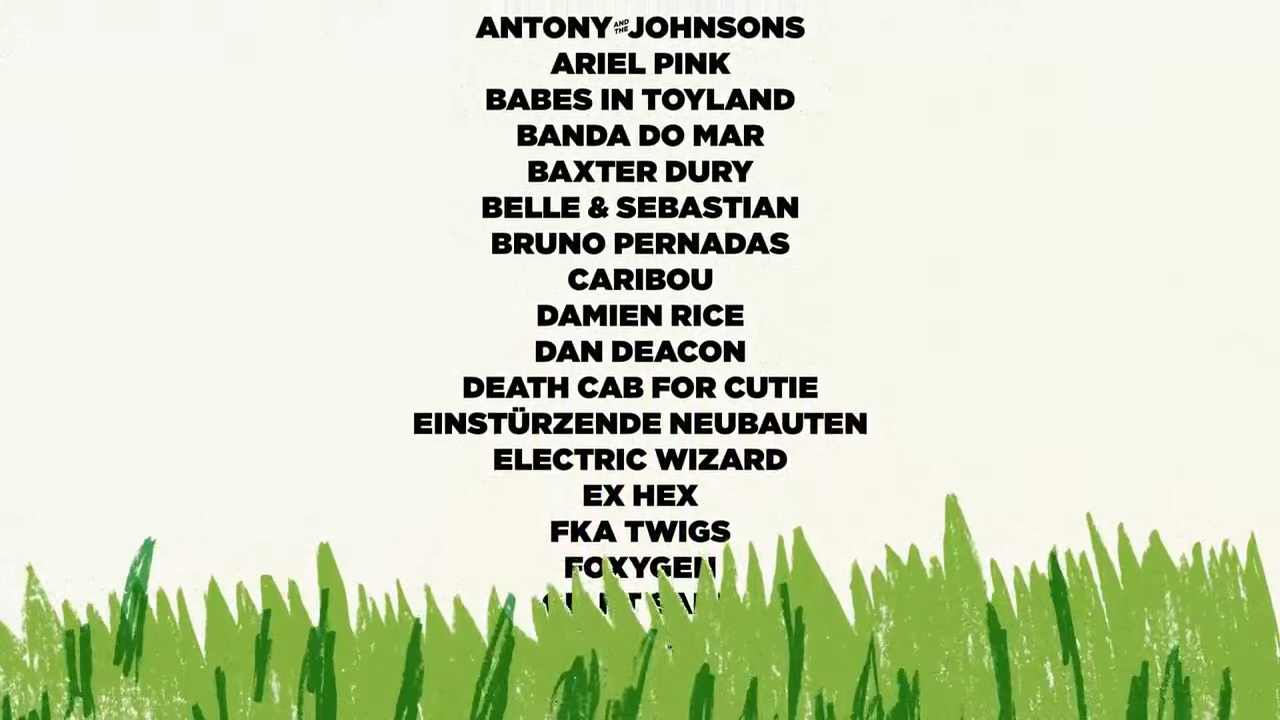 ANTONY AND THE JOHNSONS
ARIEL PINK
BABES IN TOYLAND
BANDA DO MAR
BAXTER DURY
BELLE & SEBASTIAN
BRUNO PERNADAS
CARIBOU
DAMIEN RICE
DAN DEACON
DEATH CAB FOR CUTIE
EINSTÜRZENDE NEUBAUTEN
ELECTRIC WIZARD
EX HEX
FKA TWIGS
FOXYGEN